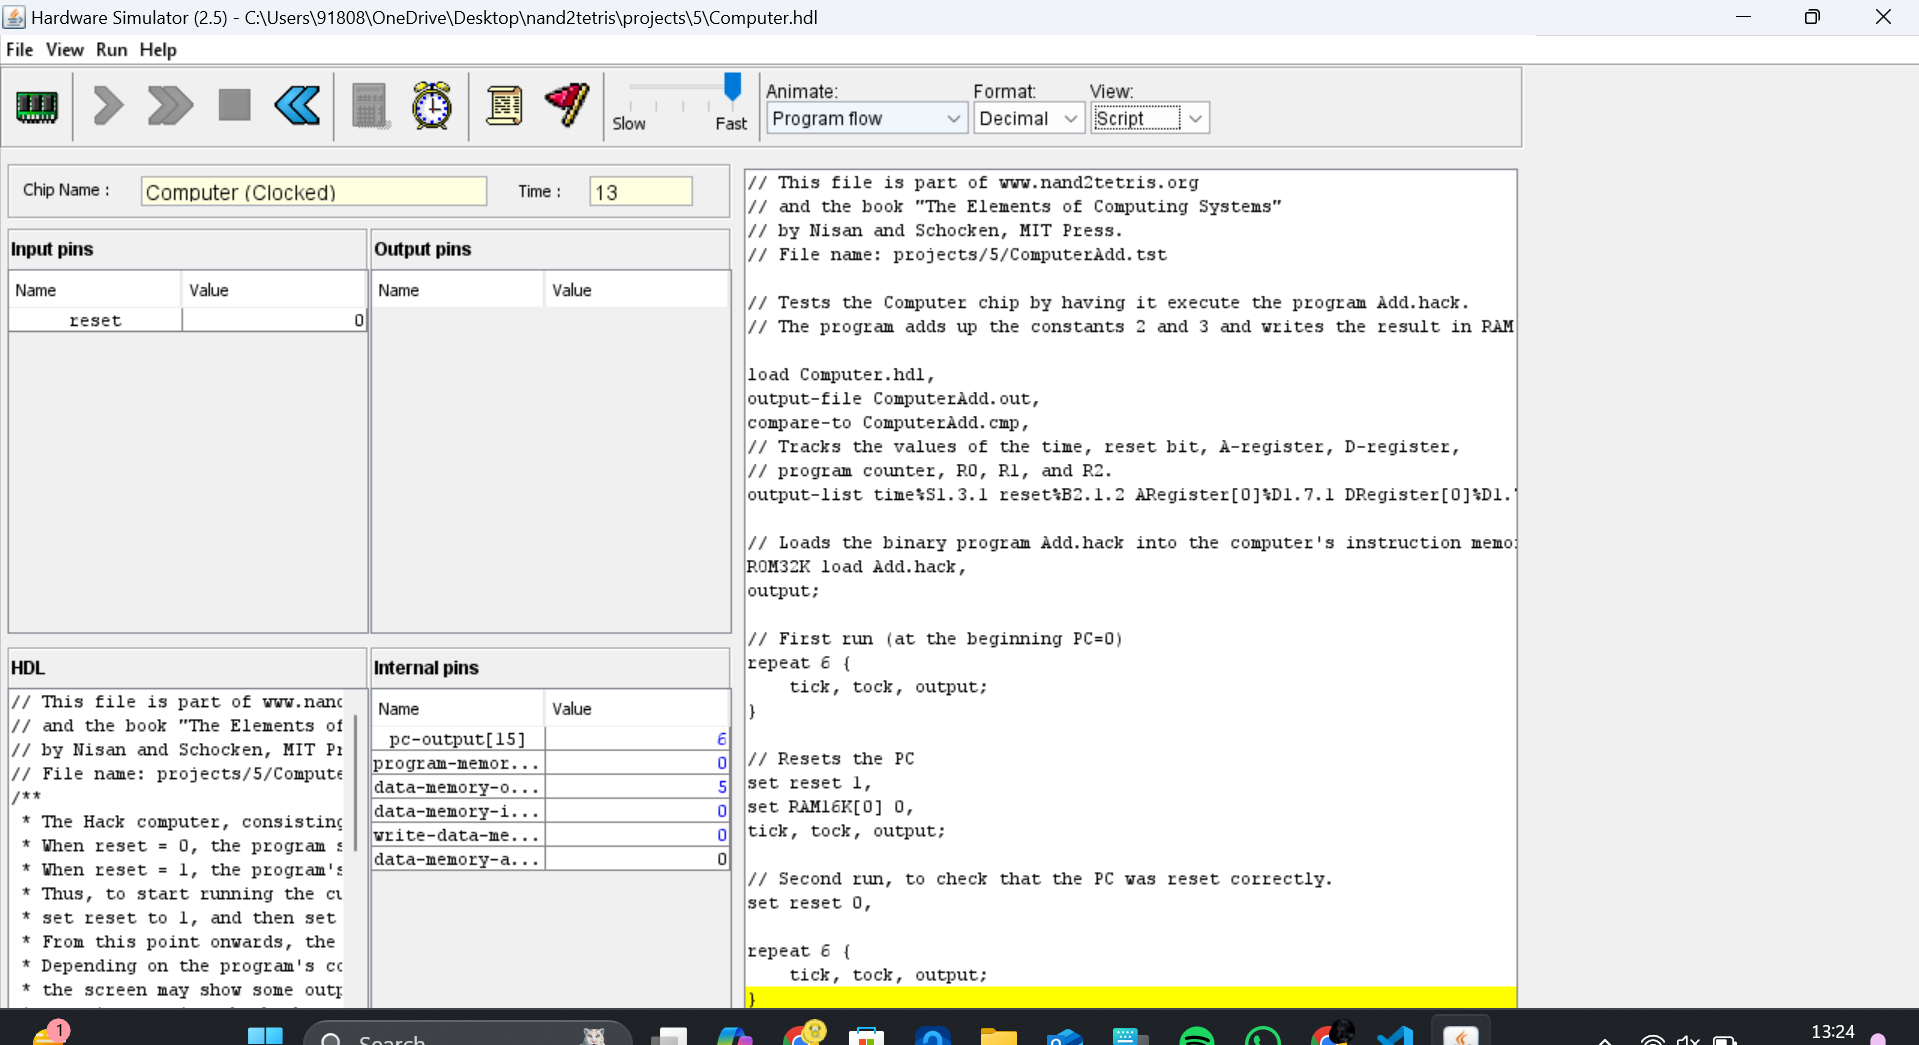 Hardware Simulator (2.5) - C:\Users\91808\OneDrive\Desktop\nand2tetris\projects\5\Computer.hdl
File View Run Help
Slow Fast
Animate: Format: View:
Program flow Decimal Script
Chip Name : Computer (Clocked) Time : 13
Input pins
Name Value
reset 0
Output pins
Name Value
HDL
// This file is part of www.nand
// and the book "The Elements of
// by Nisan and Schocken, MIT Pr
// File name: projects/5/Compute
/**
* The Hack computer, consisting
* When reset = 0, the program s
* When reset = 1, the program's
* Thus, to start running the cu
* set reset to 1, and then set
* From this point onwards, the
* Depending on the program's co
* the screen may show some outp
Internal pins
Name Value
pc-output[15] 6
program-memor... 0
data-memory-o... 5
data-memory-i... 0
write-data-me... 0
data-memory-a... 0
// This file is part of www.nand2tetris.org
// and the book "The Elements of Computing Systems"
// by Nisan and Schocken, MIT Press.
// File name: projects/5/ComputerAdd.tst
// Tests the Computer chip by having it execute the program Add.hack.
// The program adds up the constants 2 and 3 and writes the result in RAM
load Computer.hdl,
output-file ComputerAdd.out,
compare-to ComputerAdd.cmp,
// Tracks the values of the time, reset bit, A-register, D-register,
// program counter, R0, R1, and R2.
output-list time%S1.3.1 reset%B2.1.2 ARegister[0]%D1.7.1 DRegister[0]%D1.
// Loads the binary program Add.hack into the computer's instruction memo
ROM32K load Add.hack,
output;
// First run (at the beginning PC=0)
repeat 6 {
tick, tock, output;
}
// Resets the PC
set reset 1,
set RAM16K[0] 0,
tick, tock, output;
// Second run, to check that the PC was reset correctly.
set reset 0,
repeat 6 {
tick, tock, output;
}
1
Search
13:24